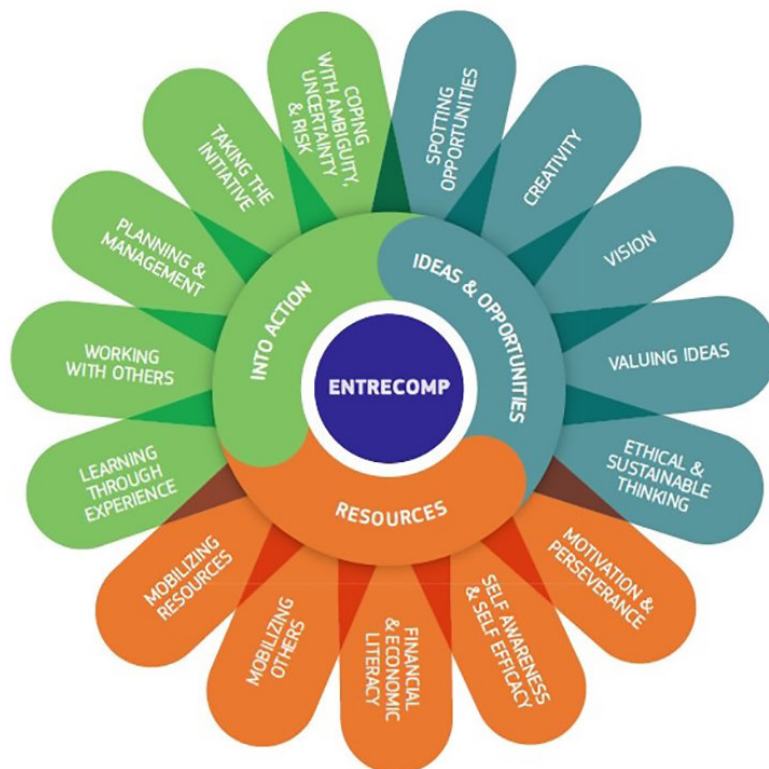 ENTRECOMP
IDEAS & OPPORTUNITIES
SPOTTING
OPPORTUNITIES
CREATIVITY
VISION
VALUING IDEAS
ETHICAL &
SUSTAINABLE
THINKING
RESOURCES
MOTIVATION &
PERSEVERANCE
SELF AWARENESS
& SELF EFFICACY
FINANCIAL
& ECONOMIC
LITERACY
MOBILIZING
OTHERS
MOBILIZING
RESOURCES
INTO ACTION
LEARNING
THROUGH
EXPERIENCE
WORKING
WITH OTHERS
PLANNING &
MANAGEMENT
TAKING THE
INITIATIVE
COPING
WITH AMBIGUITY,
UNCERTAINTY
& RISK